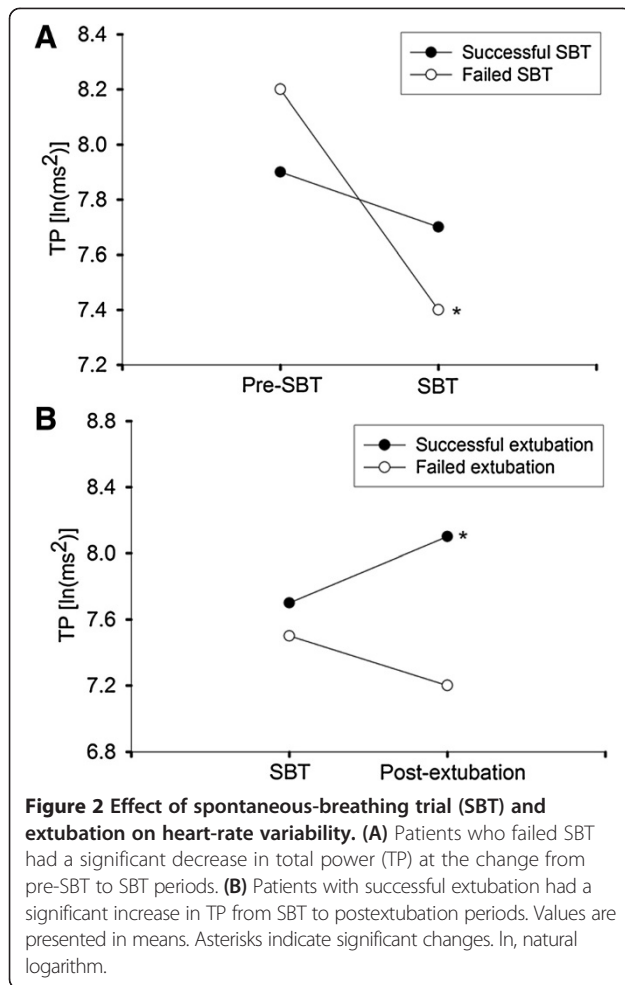 A
8.4
Successful SBT
Failed SBT
8.2
8.0
7.8
7.6
7.4
*
7.2
TP [ln(ms²)]
Pre-SBT SBT
B
8.8
Successful extubation
Failed extubation
8.4
8.0
*
7.6
7.2
6.8
TP [ln(ms²)]
SBT Post-extubation
Figure 2 Effect of spontaneous-breathing trial (SBT) and
extubation on heart-rate variability. (A) Patients who failed SBT
had a significant decrease in total power (TP) at the change from
pre-SBT to SBT periods. (B) Patients with successful extubation had a
significant increase in TP from SBT to postextubation periods. Values are
presented in means. Asterisks indicate significant changes. ln, natural
logarithm.